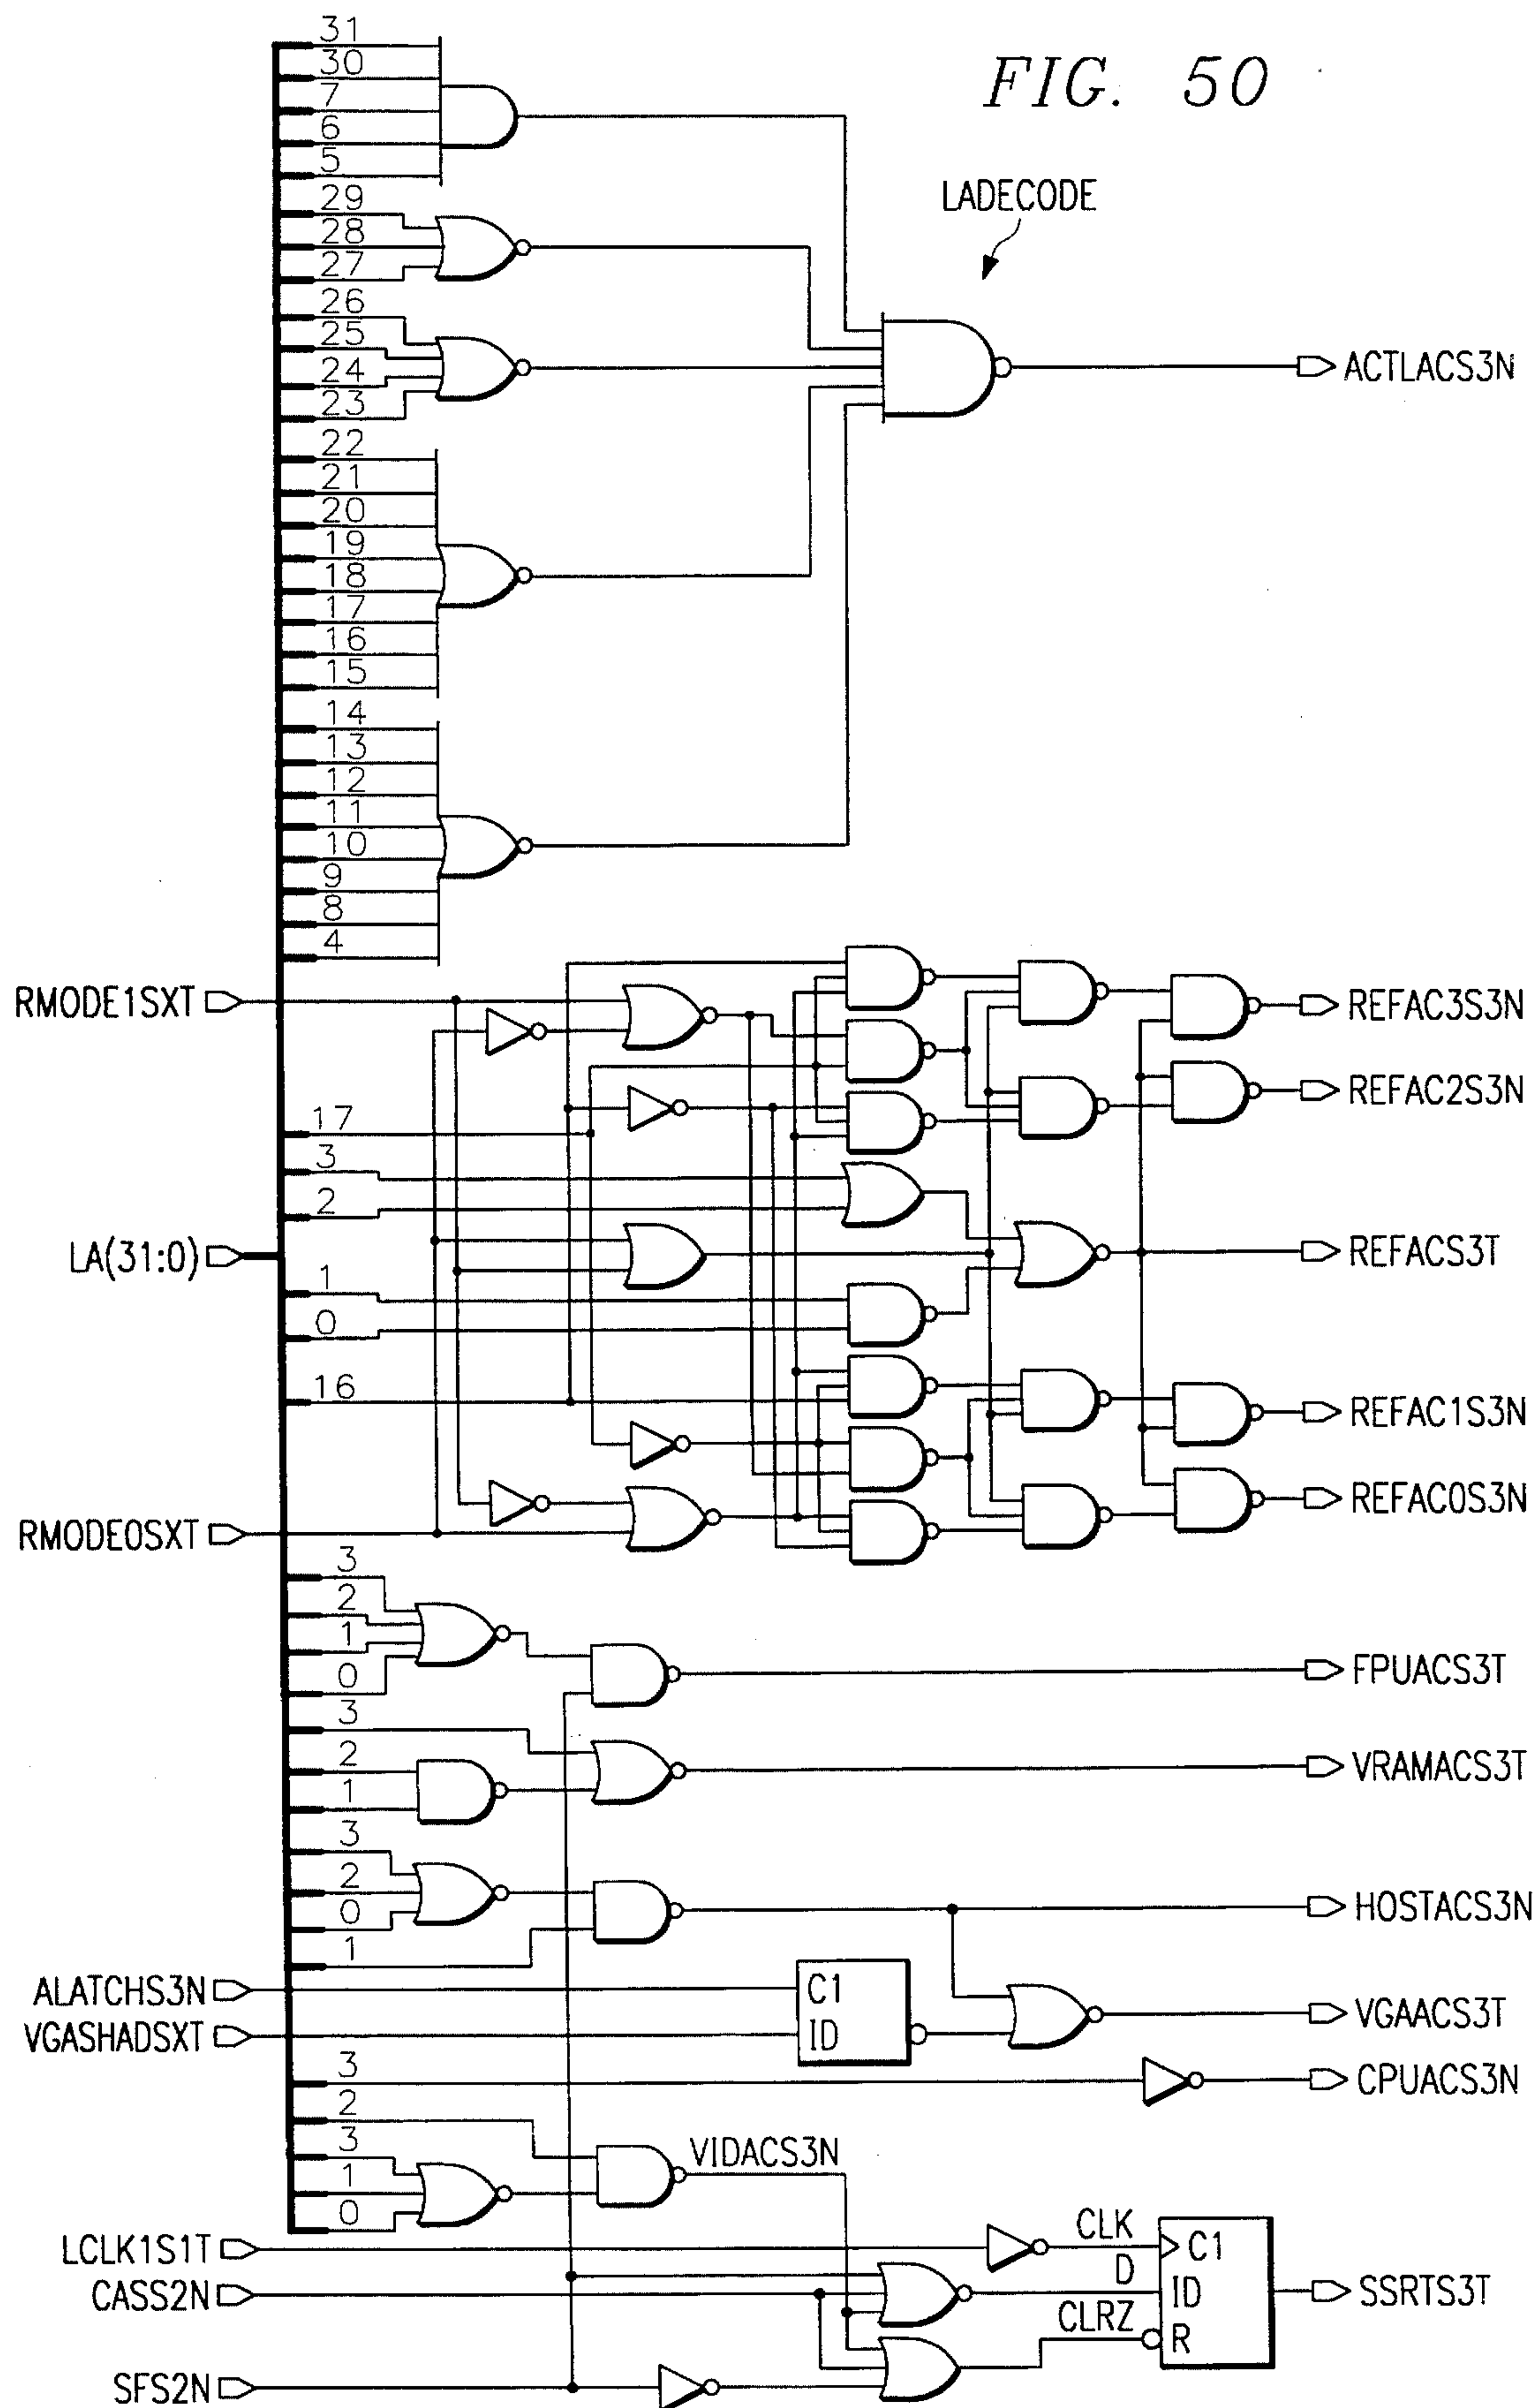 FIG. 50
LADECODE
31
30
7
6
5
29
28
27
26
25
24
23
ACTLACS3N
22
21
20
19
18
17
16
15
14
13
12
11
10
9
8
4
RMODE1SXT
REFAC3S3N
REFAC2S3N
17
3
2
LA(31:0)
REFACS3T
1
0
16
REFAC1S3N
REFAC0S3N
RMODE0SXT
3
2
1
0
FPUACS3T
3
2
1
VRAMACS3T
3
2
0
1
HOSTACS3N
ALATCHS3N
C1
VGASHADSXT
ID
VGAACS3T
3
CPUACS3N
2
3
1
0
VIDACS3N
LCLK1S1T
CLK
C1
CASS2N
D
ID
SSRTS3T
CLRZ
R
SFS2N